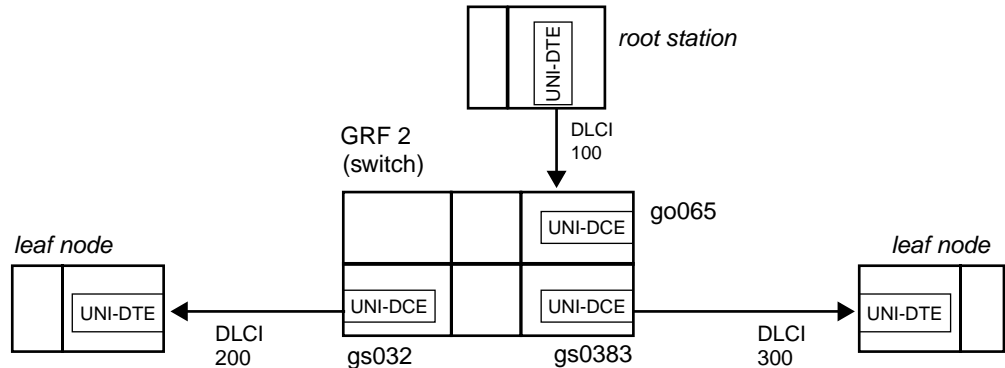 root station
UNI-DTE
DLCI
100
GRF 2
(switch)
go065
UNI-DCE
leaf node
leaf node
UNI-DTE
UNI-DCE
UNI-DCE
UNI-DTE
DLCI
200
DLCI
300
gs032
gs0383